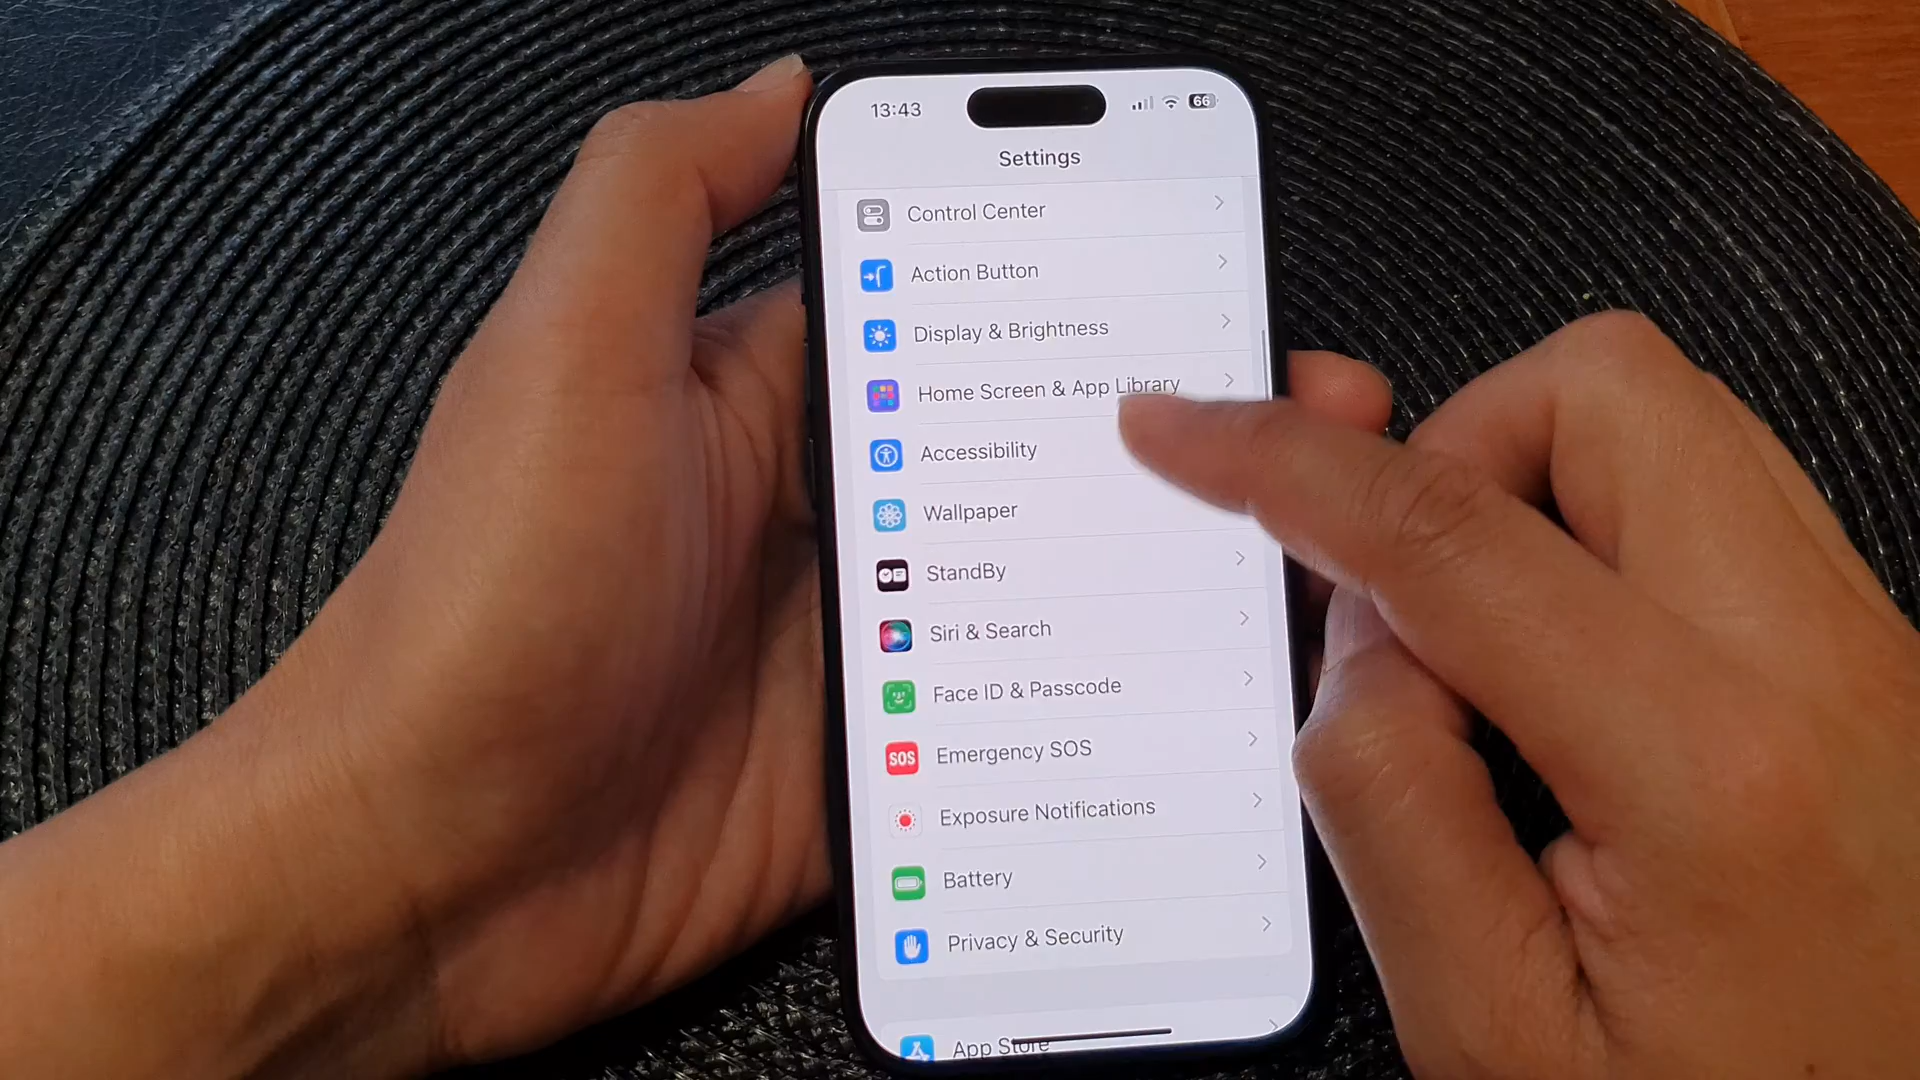 13:43
66
Settings
Control Center
Action Button
Display & Brightness
Home Screen & App Library
Accessibility
Wallpaper
StandBy
Siri & Search
Face ID & Passcode
SOS
Emergency SOS
Exposure Notifications
Battery
Privacy & Security
App Store